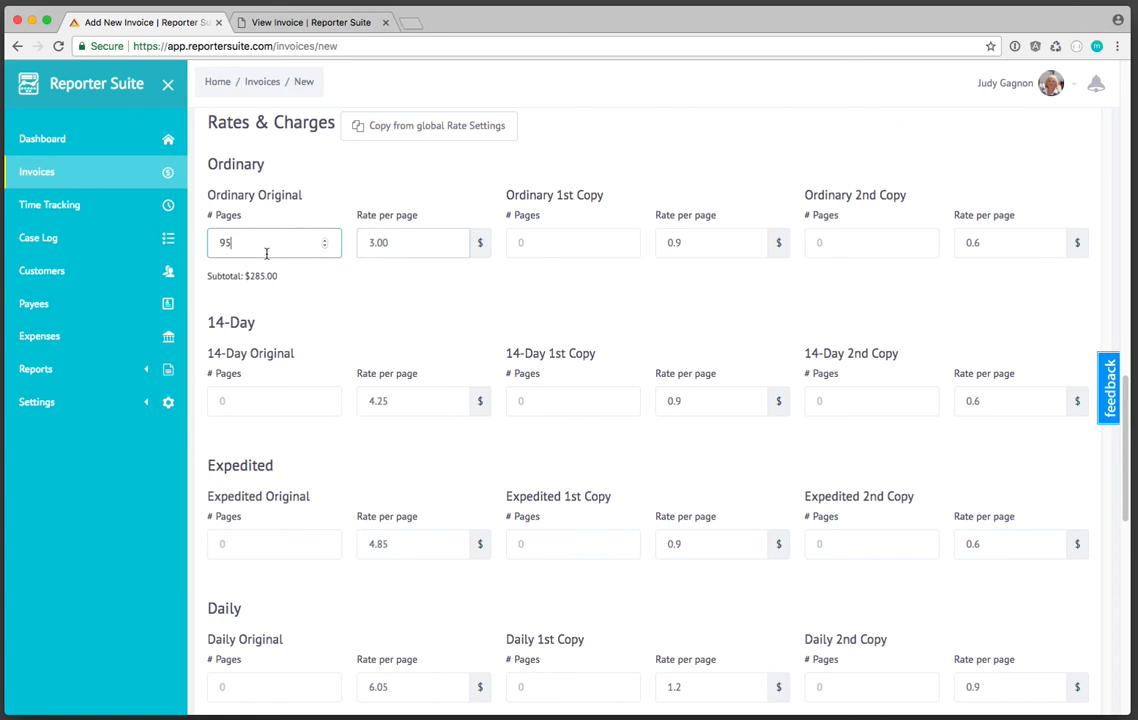 Add New Invoice | Reporter Su
View Invoice | Reporter Suite
Secure
https://app.reportersuite.com/invoices/new
Reporter Suite
Home / Invoices / New
Judy Gagnon
Dashboard
Invoices
Time Tracking
Case Log
Customers
Payees
Expenses
Reports
Settings
Rates & Charges
Copy from global Rate Settings
Ordinary
Ordinary Original
Ordinary 1st Copy
Ordinary 2nd Copy
# Pages
Rate per page
# Pages
Rate per page
# Pages
Rate per page
95
3.00
$
0
0.9
$
0
0.6
$
Subtotal: $285.00
14-Day
14-Day Original
14-Day 1st Copy
14-Day 2nd Copy
# Pages
Rate per page
# Pages
Rate per page
# Pages
Rate per page
0
4.25
$
0
0.9
$
0
0.6
$
Expedited
Expedited Original
Expedited 1st Copy
Expedited 2nd Copy
# Pages
Rate per page
# Pages
Rate per page
# Pages
Rate per page
0
4.85
$
0
0.9
$
0
0.6
$
Daily
Daily Original
Daily 1st Copy
Daily 2nd Copy
# Pages
Rate per page
# Pages
Rate per page
# Pages
Rate per page
0
6.05
$
0
1.2
$
0
0.9
$
feedback